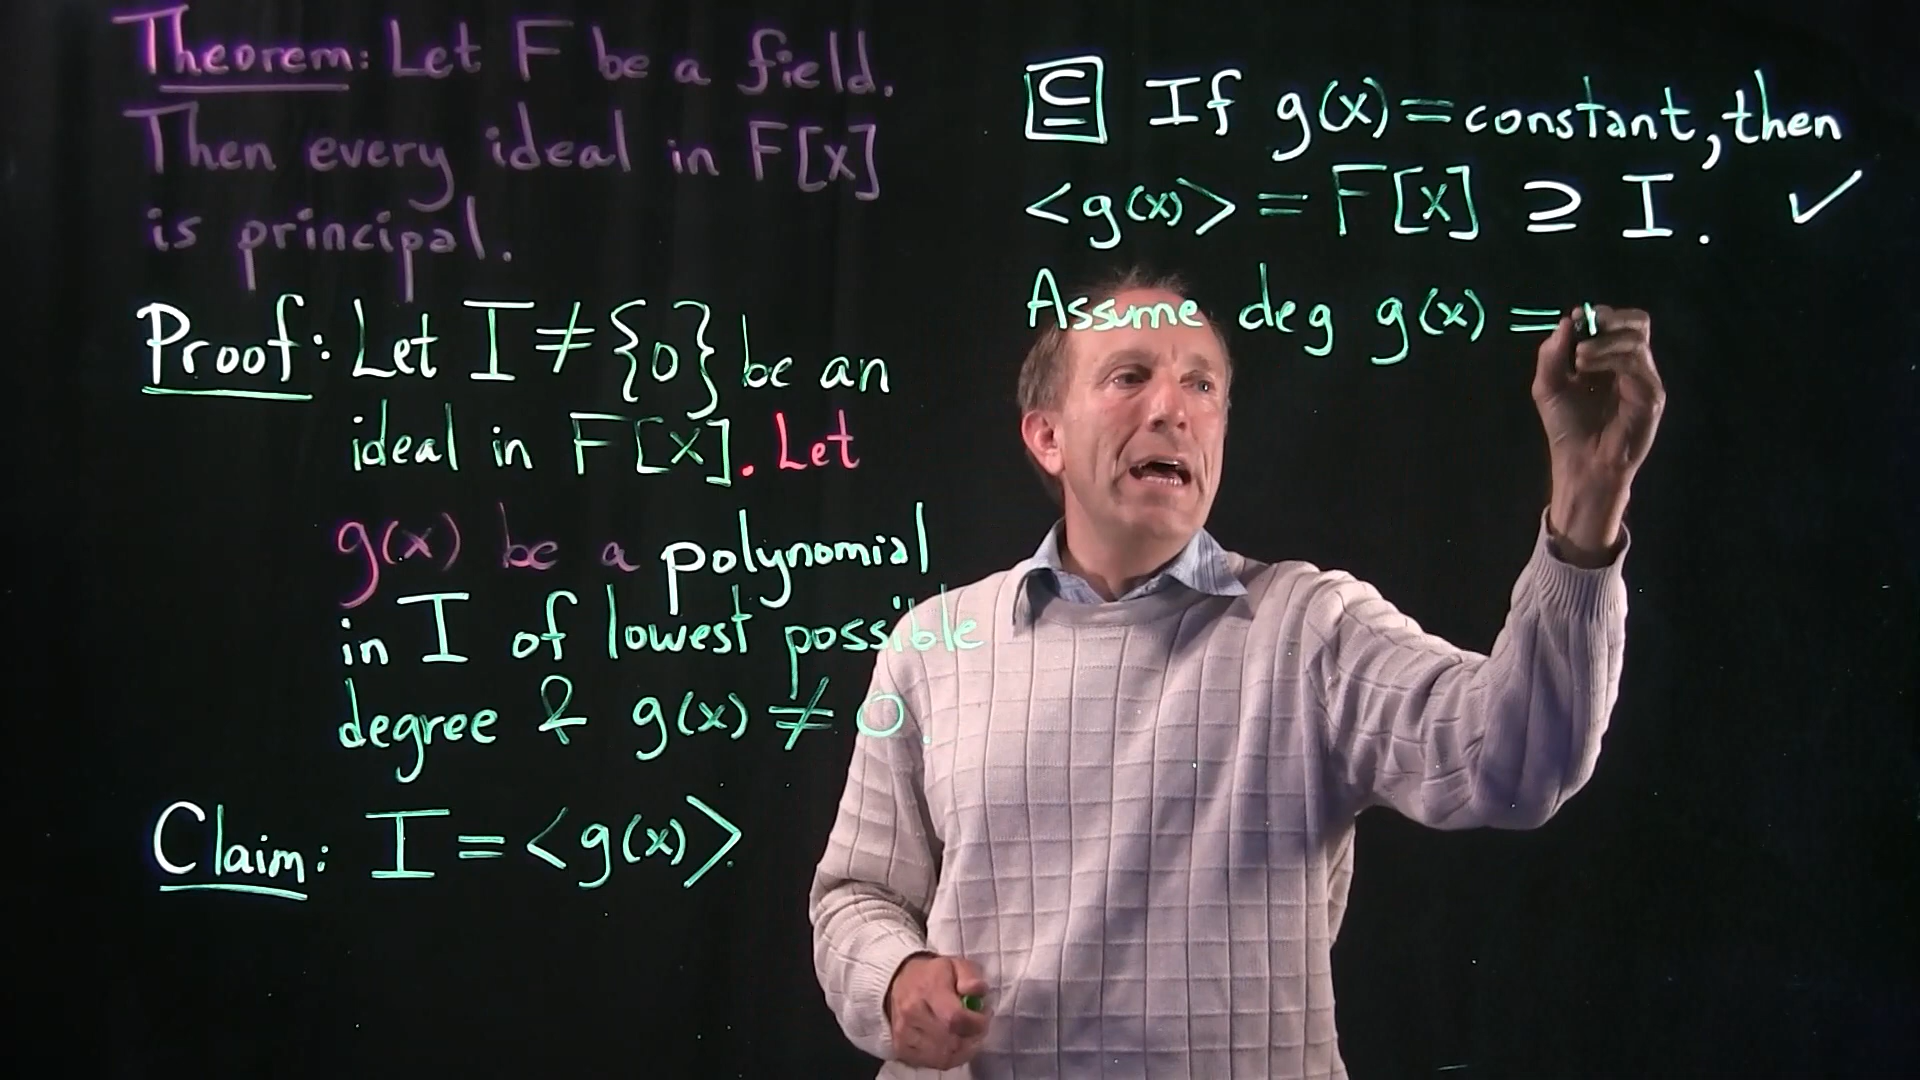 Theorem: Let F be a field.
Then every ideal in F[x]
is principal.
Proof: Let I ≠ {0} be an
ideal in F[x]. Let
g(x) be a polynomial
in I of lowest possible
degree & g(x) ≠ 0.
Claim: I = <g(x)>.
⊆ If g(x) = constant, then
<g(x)> = F[x] ⊇ I. ✓
Assume deg g(x) =